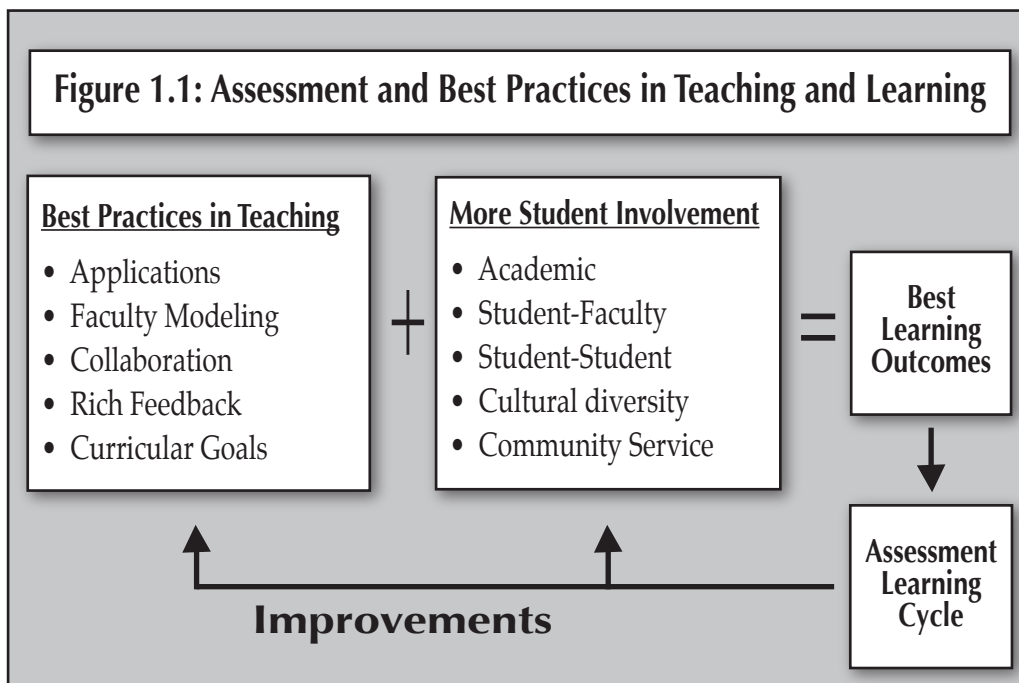 Figure 1.1: Assessment and Best Practices in Teaching and Learning
Best Practices in Teaching
• Applications
• Faculty Modeling
• Collaboration
• Rich Feedback
• Curricular Goals
+
More Student Involvement
• Academic
• Student-Faculty
• Student-Student
• Cultural diversity
• Community Service
=
Best
Learning
Outcomes
Assessment
Learning
Cycle
Improvements